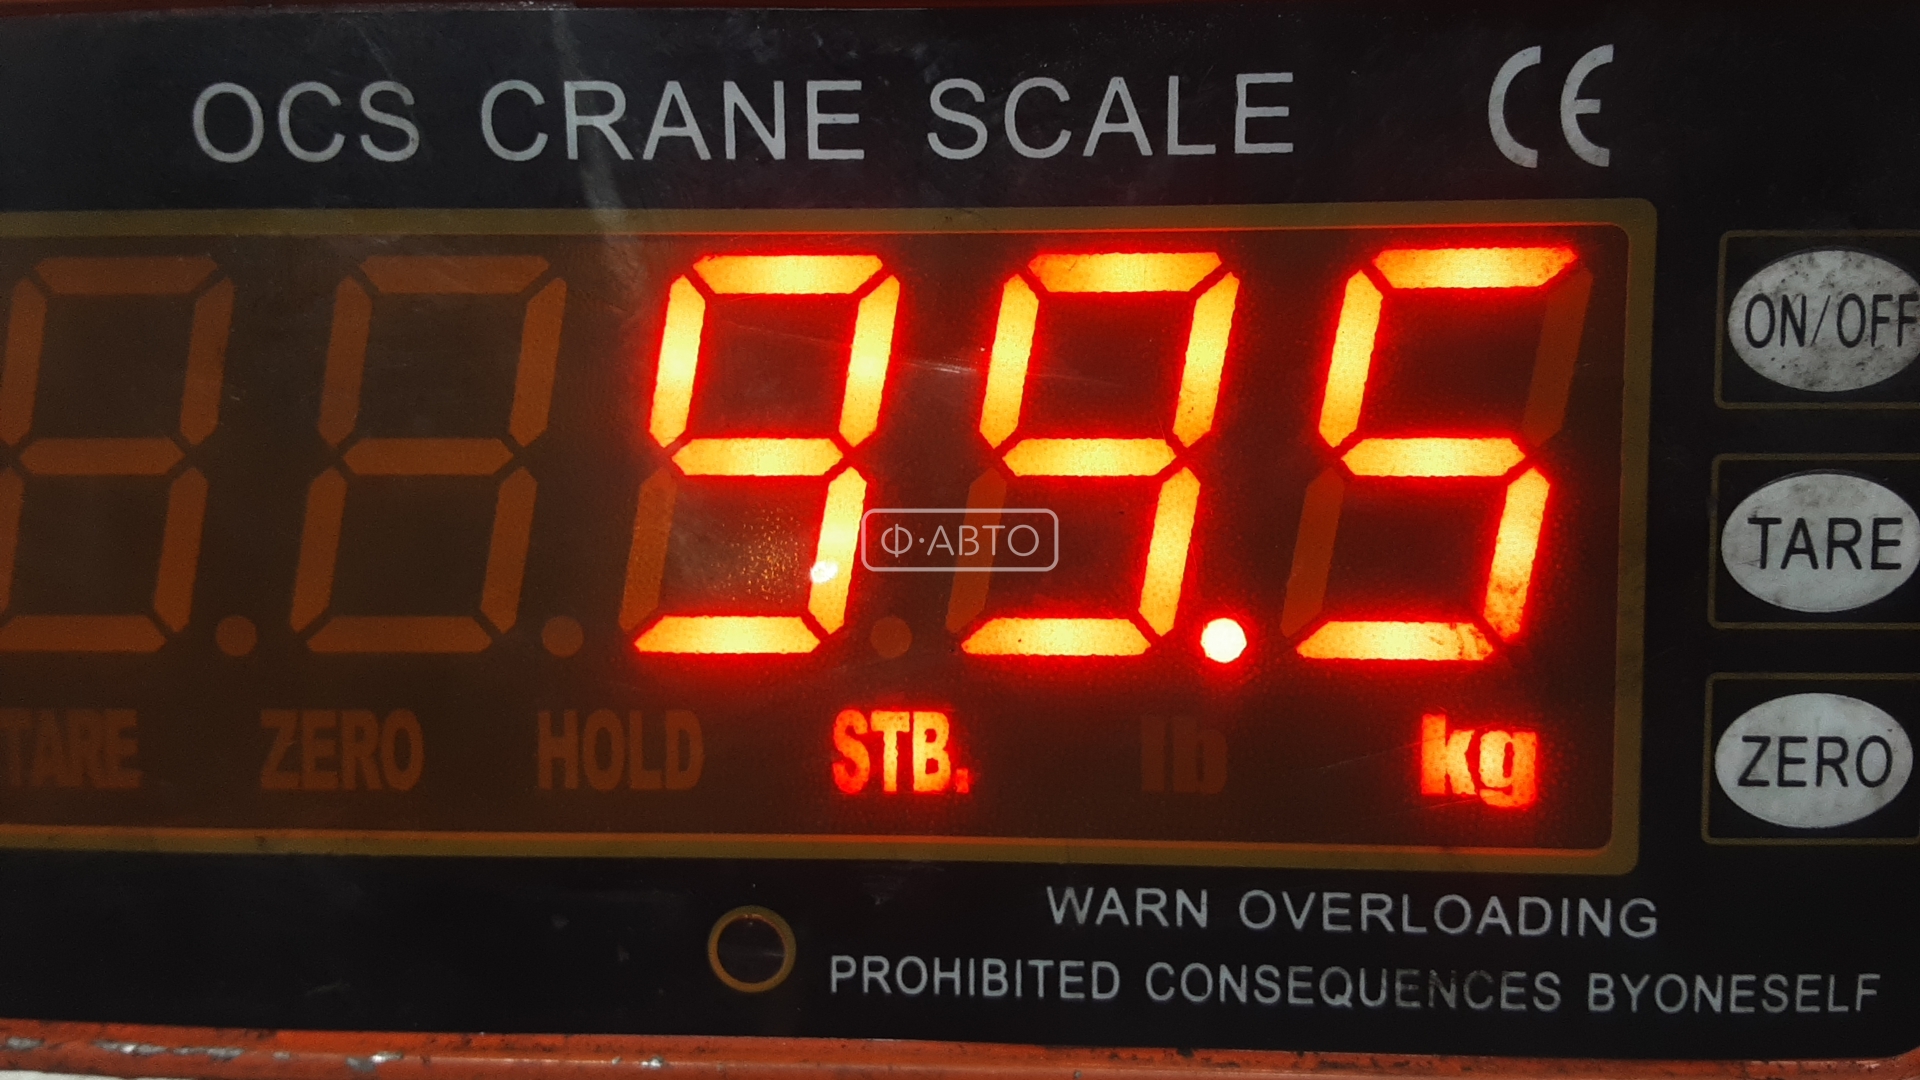 OCS CRANE SCALE CE
99.5
ON/OFF
TARE
ZERO
TARE ZERO HOLD STB. lb kg
Ф·АВТО
WARN OVERLOADING
PROHIBITED CONSEQUENCES BYONESELF